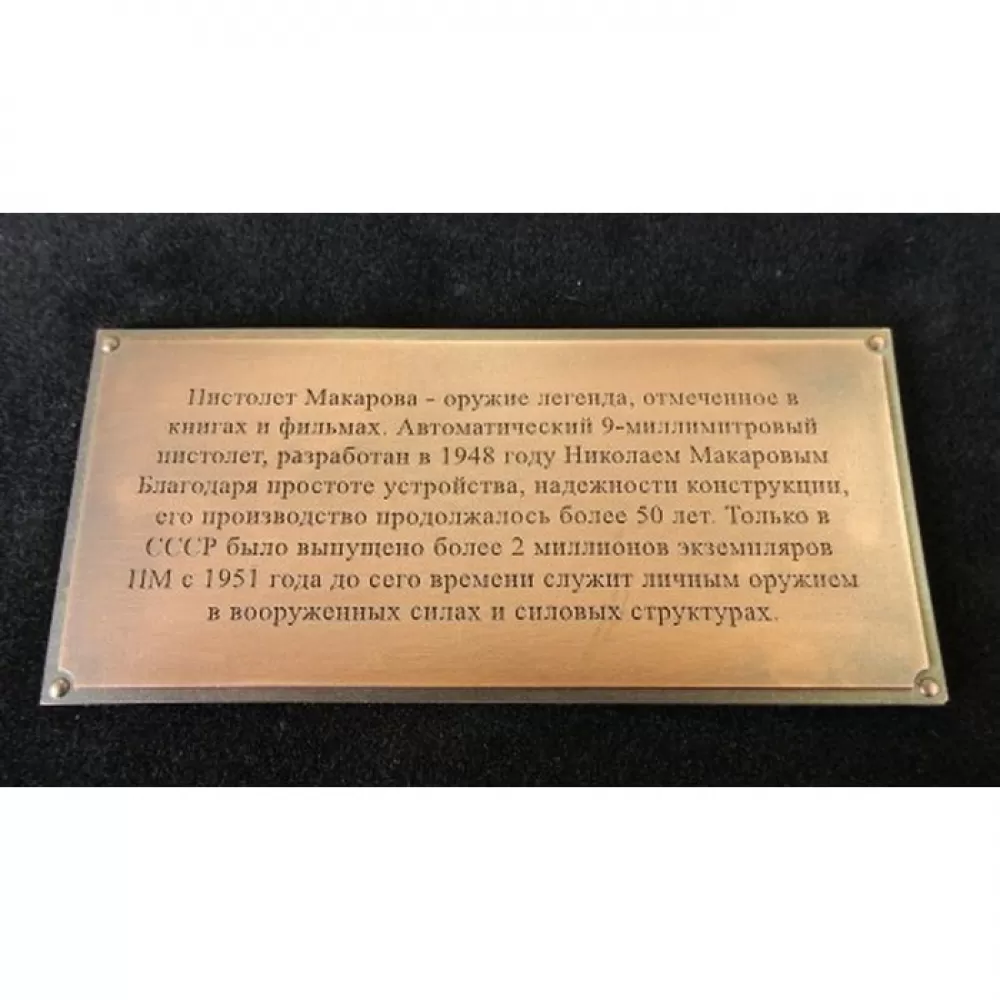 Пистолет Макарова - оружие легенда, отмеченное в
книгах и фильмах. Автоматический 9-миллимитровый
пистолет, разработан в 1948 году Николаем Макаровым
Благодаря простоте устройства, надежности конструкции,
его производство продолжалось более 50 лет. Только в
СССР было выпущено более 2 миллионов экземпляров
ПМ с 1951 года до сего времени служит личным оружием
в вооруженных силах и силовых структурах.